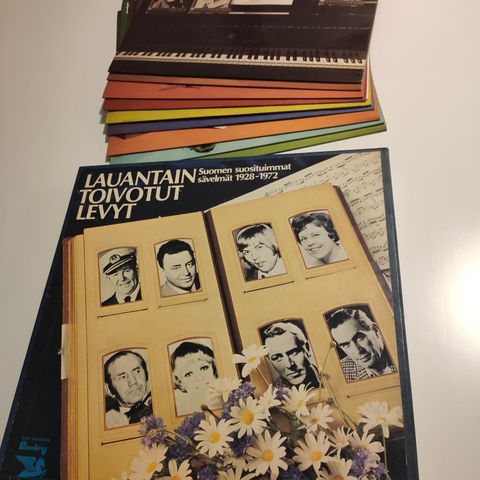 LAUANTAIN
TOIVOTUT
LEVYT
Suomen suosituimmat
sävelmät 1928-1972